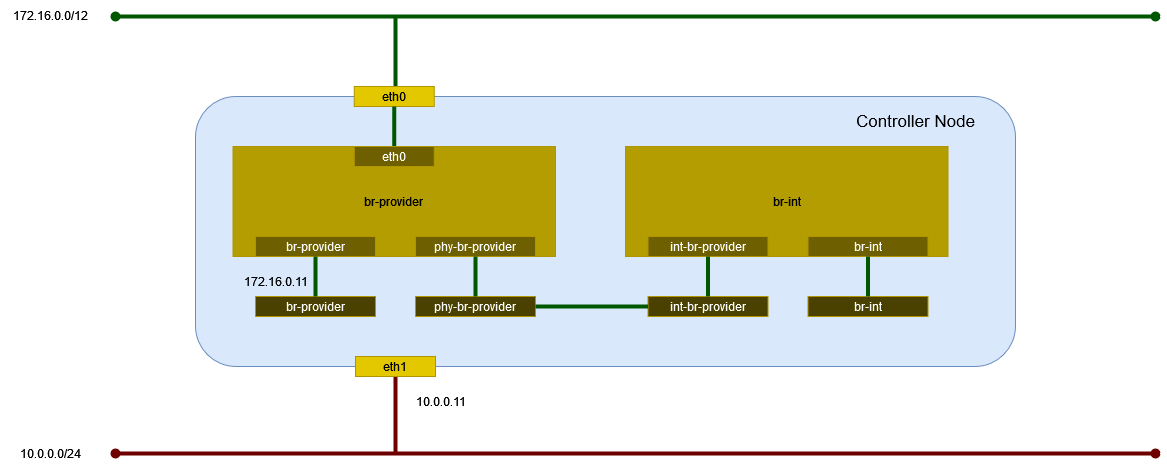 172.16.0.0/12
eth0
Controller Node
eth0
br-provider
br-int
br-provider
phy-br-provider
int-br-provider
br-int
172.16.0.11
br-provider
phy-br-provider
int-br-provider
br-int
eth1
10.0.0.11
10.0.0.0/24